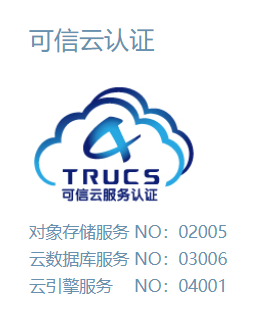 可信云认证
TRUCS
可信云服务认证
对象存储服务 NO：02005
云数据库服务 NO：03006
云引擎服务 NO：04001